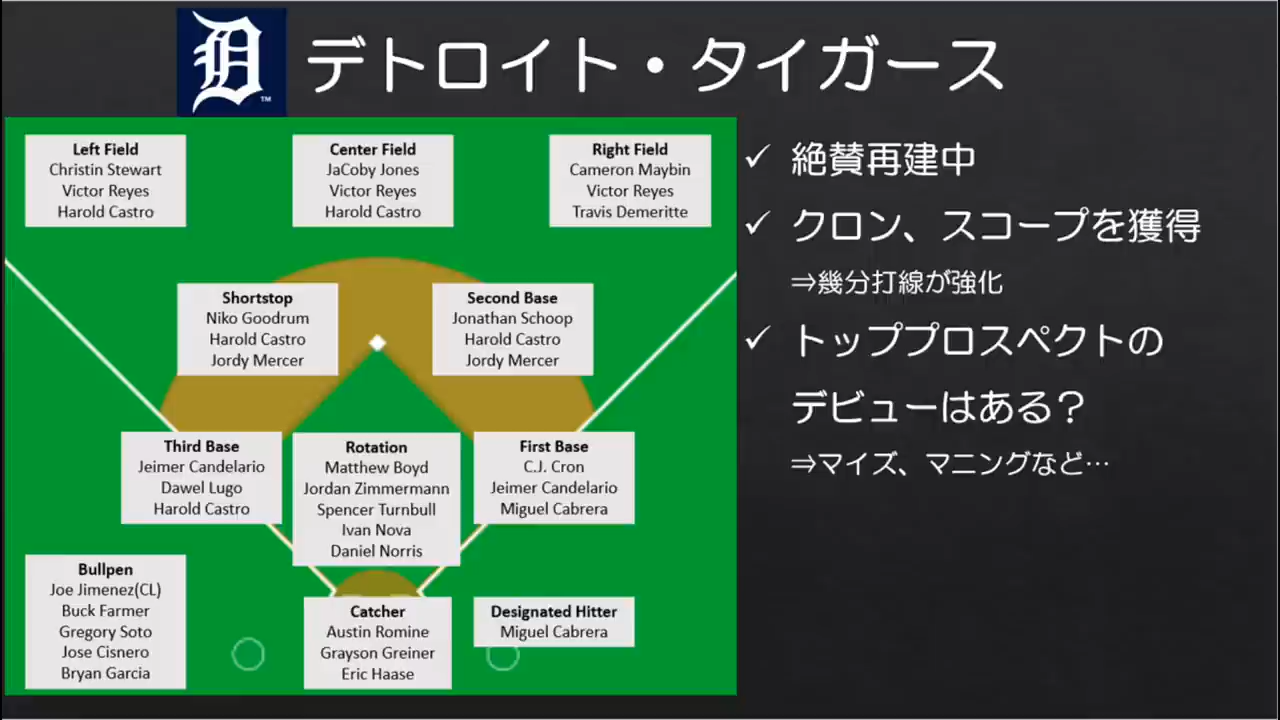 デトロイト・タイガース
TM
Left Field
Christin Stewart
Victor Reyes
Harold Castro
Center Field
JaCoby Jones
Victor Reyes
Harold Castro
Right Field
Cameron Maybin
Victor Reyes
Travis Demeritte
Shortstop
Niko Goodrum
Harold Castro
Jordy Mercer
Second Base
Jonathan Schoop
Harold Castro
Jordy Mercer
Third Base
Jeimer Candelario
Dawel Lugo
Harold Castro
Rotation
Matthew Boyd
Jordan Zimmermann
Spencer Turnbull
Ivan Nova
Daniel Norris
First Base
C.J. Cron
Jeimer Candelario
Miguel Cabrera
Bullpen
Joe Jimenez(CL)
Buck Farmer
Gregory Soto
Jose Cisnero
Bryan Garcia
Catcher
Austin Romine
Grayson Greiner
Eric Haase
Designated Hitter
Miguel Cabrera
✓ 絶賛再建中
✓ クロン、スコープを獲得
⇒幾分打線が強化
✓ トッププロスペクトの
デビューはある?
⇒マイズ、マニングなど…